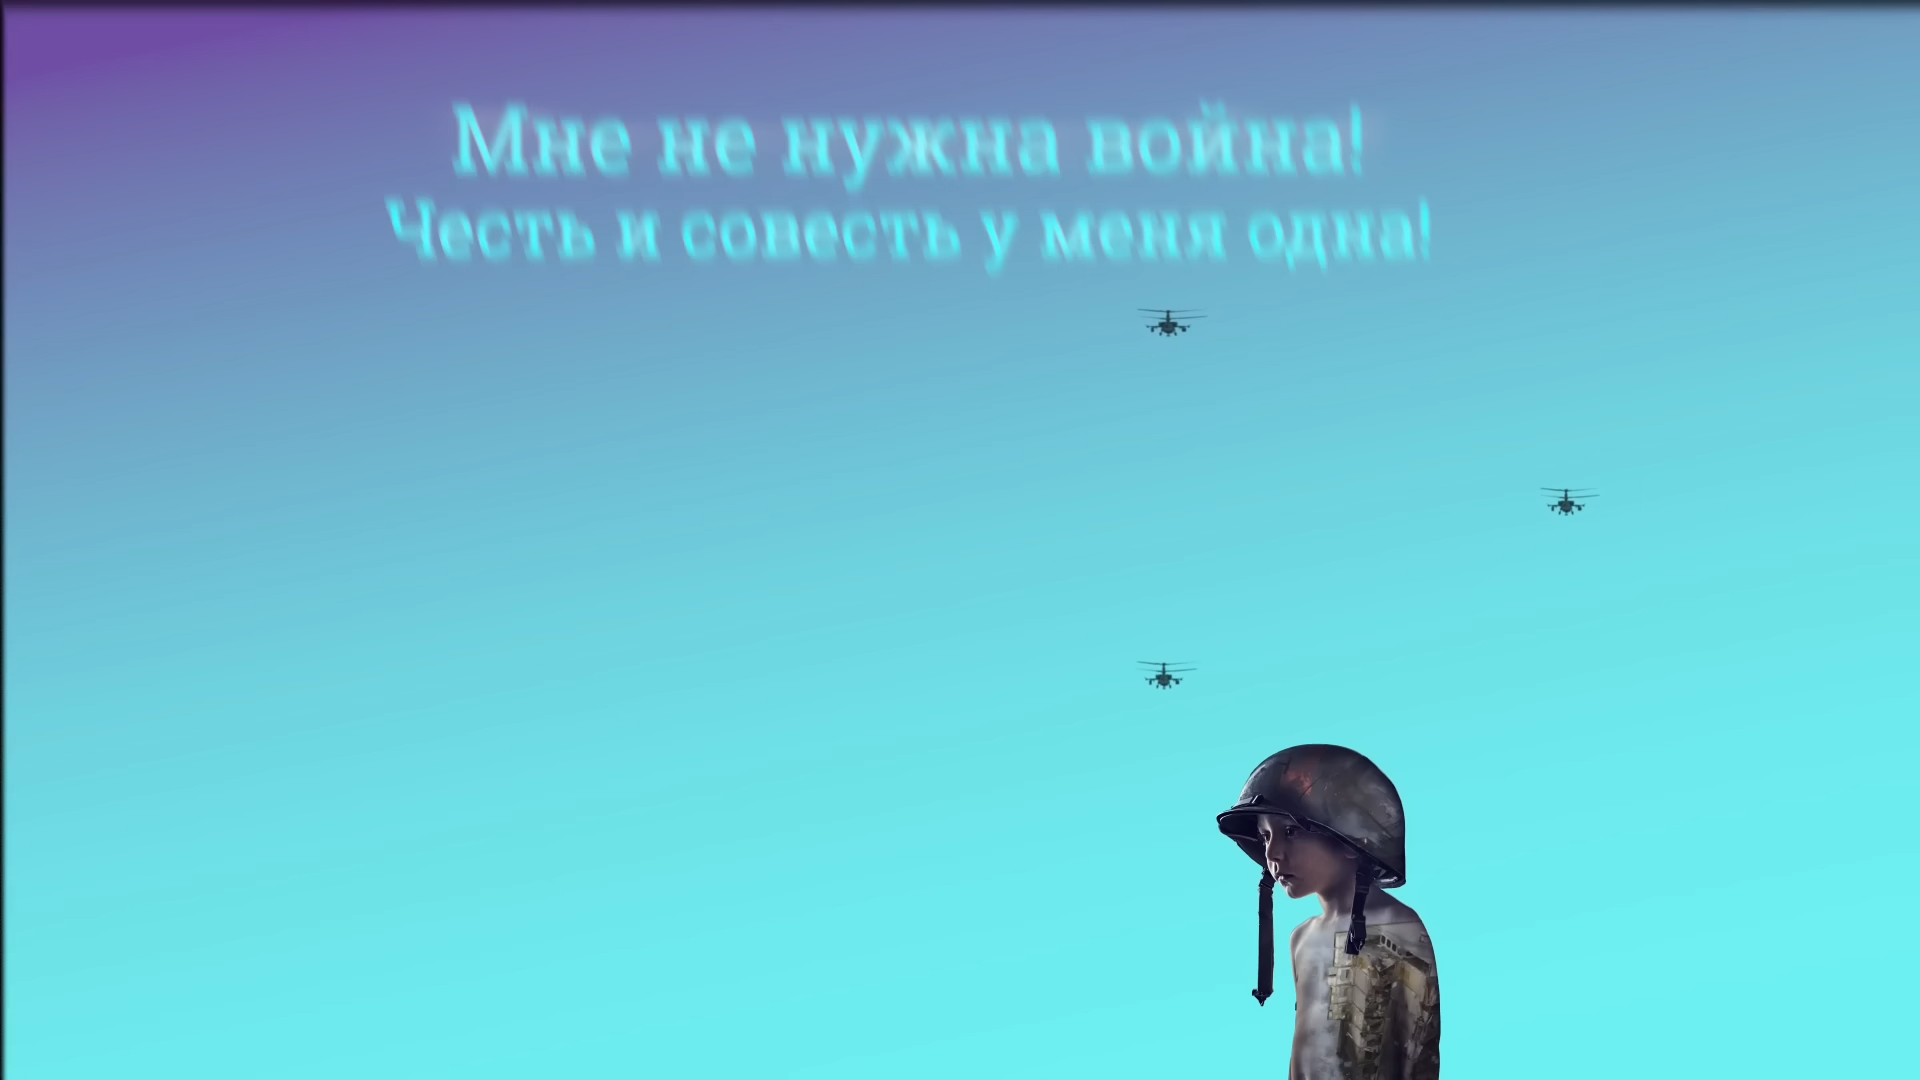 Мне не нужна война!
Честь и совесть у меня одна!